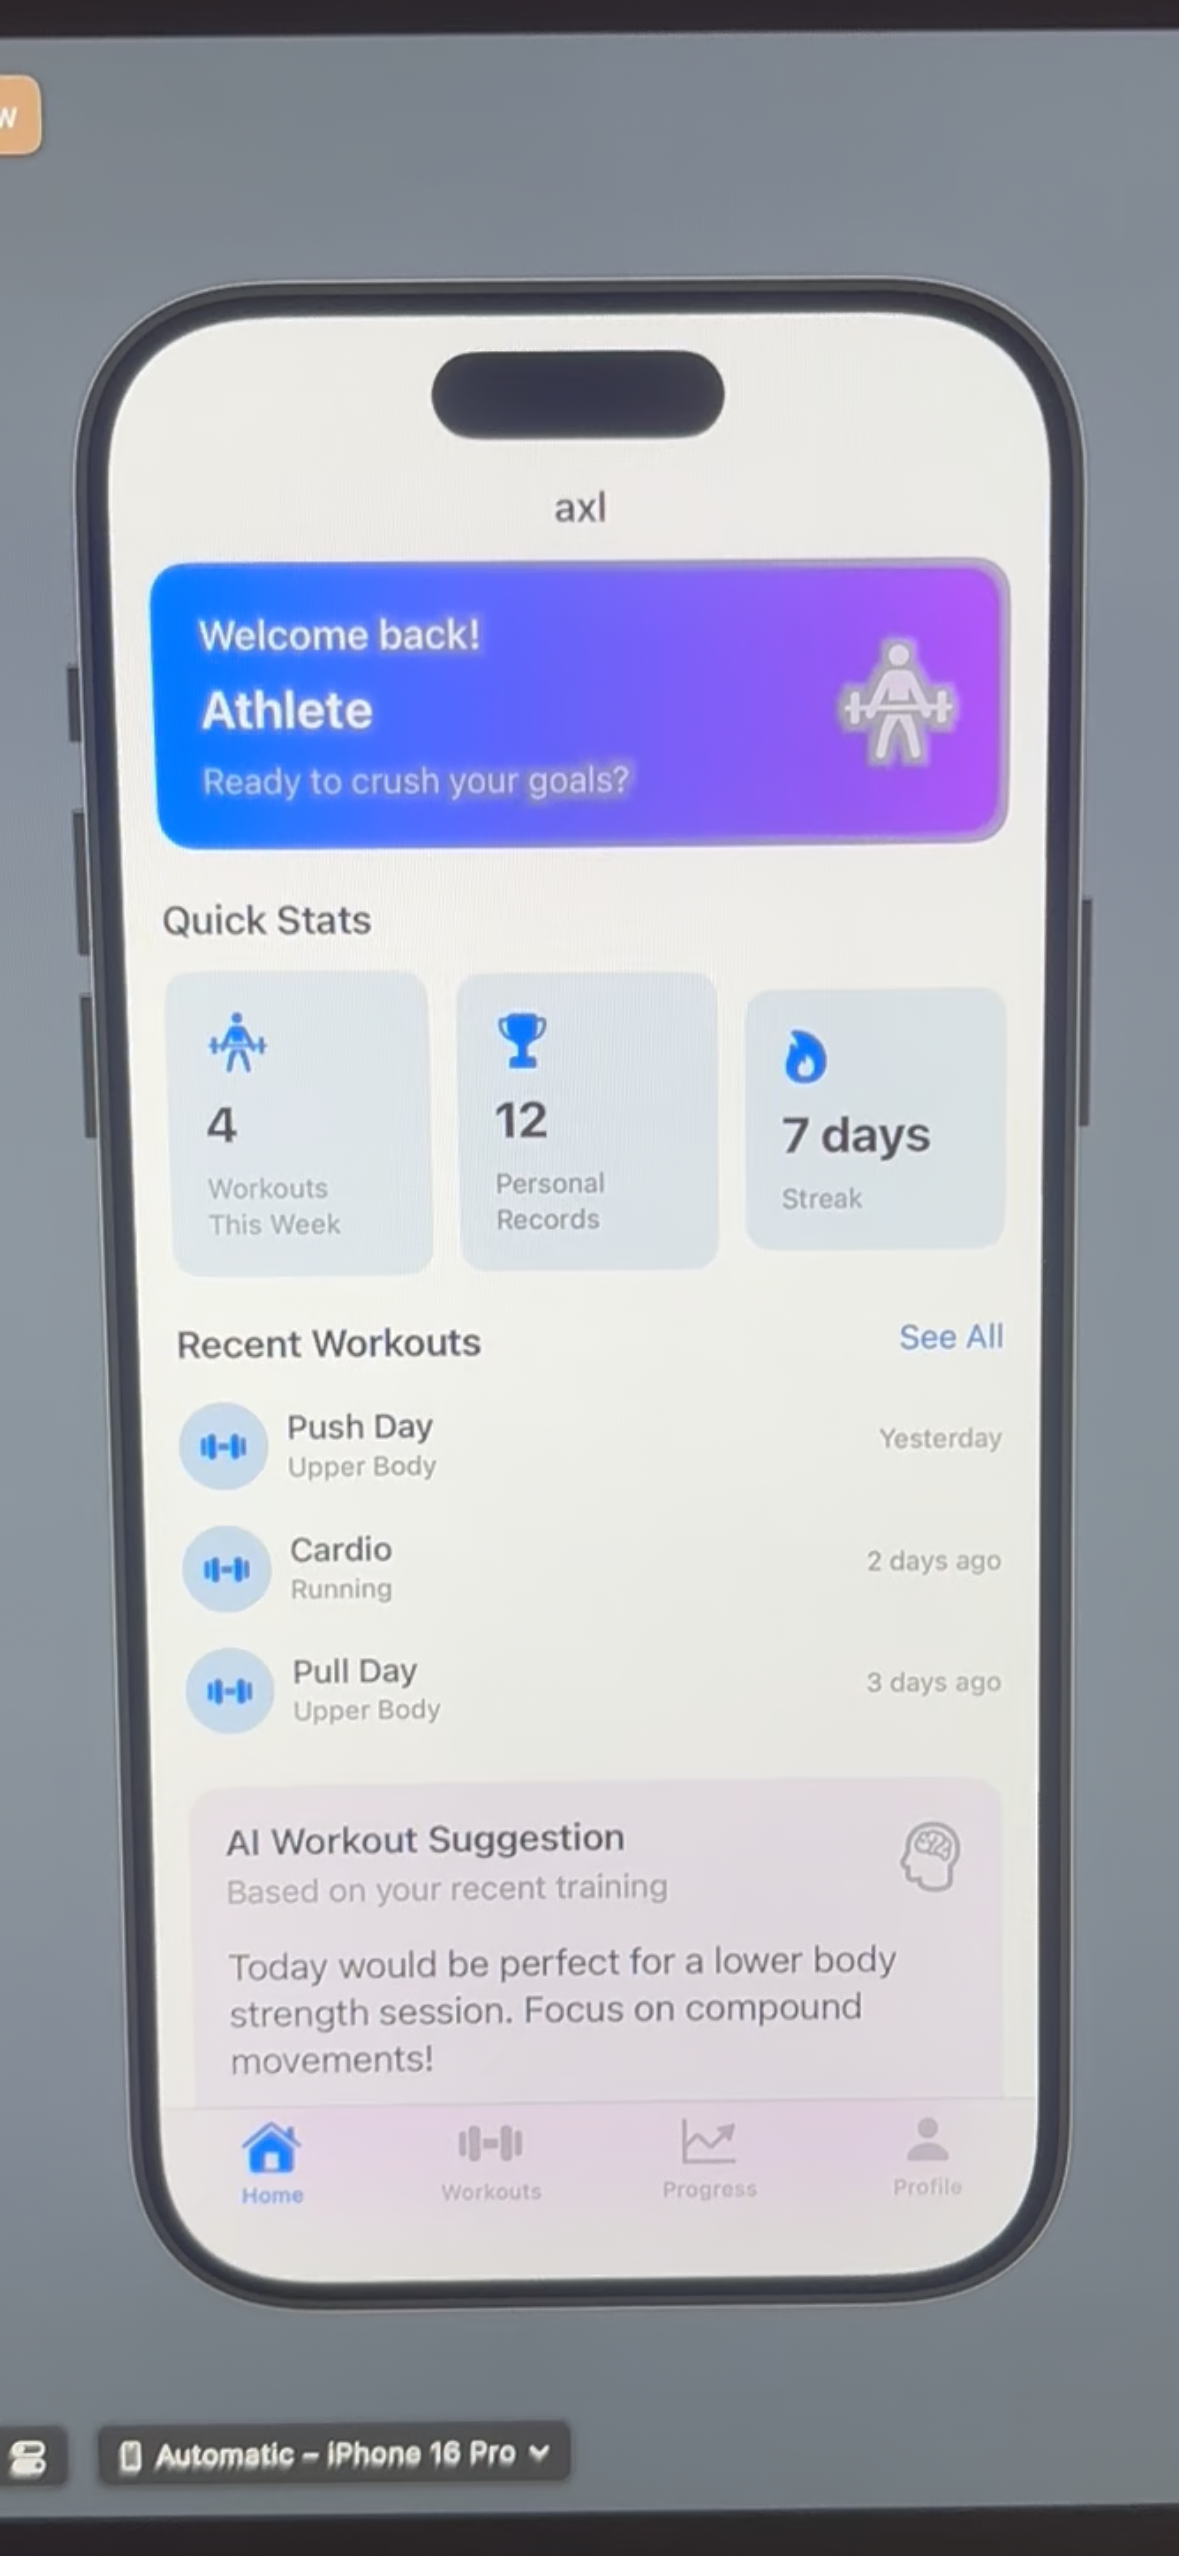 w
axl
Welcome back!
Athlete
Ready to crush your goals?
Quick Stats
4
Workouts
This Week
12
Personal
Records
7 days
Streak
Recent Workouts
See All
Push Day
Upper Body
Yesterday
Cardio
Running
2 days ago
Pull Day
Upper Body
3 days ago
AI Workout Suggestion
Based on your recent training
Today would be perfect for a lower body
strength session. Focus on compound
movements!
Home
Workouts
Progress
Profile
Automatic – iPhone 16 Pro